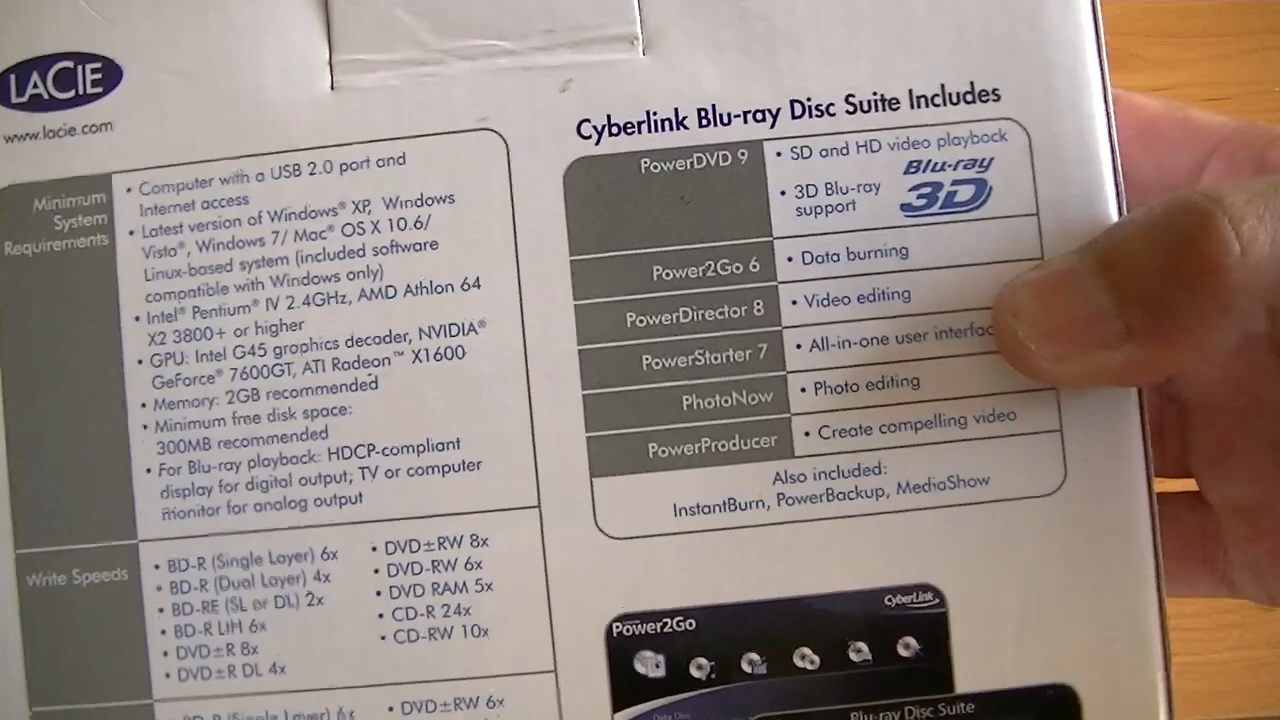 LACIE
www.lacie.com
Minimum
System
Requirements
• Computer with a USB 2.0 port and
Internet access
• Latest version of Windows® XP, Windows
Vista®, Windows 7/ Mac® OS X 10.6/
Linux-based system (included software
compatible with Windows only)
• Intel® Pentium® IV 2.4GHz, AMD Athlon 64
X2 3800+ or higher
• GPU: Intel G45 graphics decoder, NVIDIA®
GeForce® 7600GT, ATI Radeon™ X1600
• Memory: 2GB recommended
• Minimum free disk space:
300MB recommended
• For Blu-ray playback: HDCP-compliant
display for digital output; TV or computer
monitor for analog output
Write Speeds
• BD-R (Single Layer) 6x
• BD-R (Dual Layer) 4x
• BD-RE (SL or DL) 2x
• BD-R LtH 6x
• DVD±R 8x
• DVD±R DL 4x
• DVD±RW 8x
• DVD-RW 6x
• DVD RAM 5x
• CD-R 24x
• CD-RW 10x
BD-R (Single Layer) 6x
• DVD±RW 6x
Cyberlink Blu-ray Disc Suite Includes
PowerDVD 9
• SD and HD video playback
• 3D Blu-ray
support
Blu-ray
3D
Power2Go 6
• Data burning
PowerDirector 8
• Video editing
PowerStarter 7
• All-in-one user interfac
PhotoNow
• Photo editing
PowerProducer
• Create compelling video
Also included:
InstantBurn, PowerBackup, MediaShow
CyberLink
Power2Go
Data Disc
Blu-ray Disc Suite